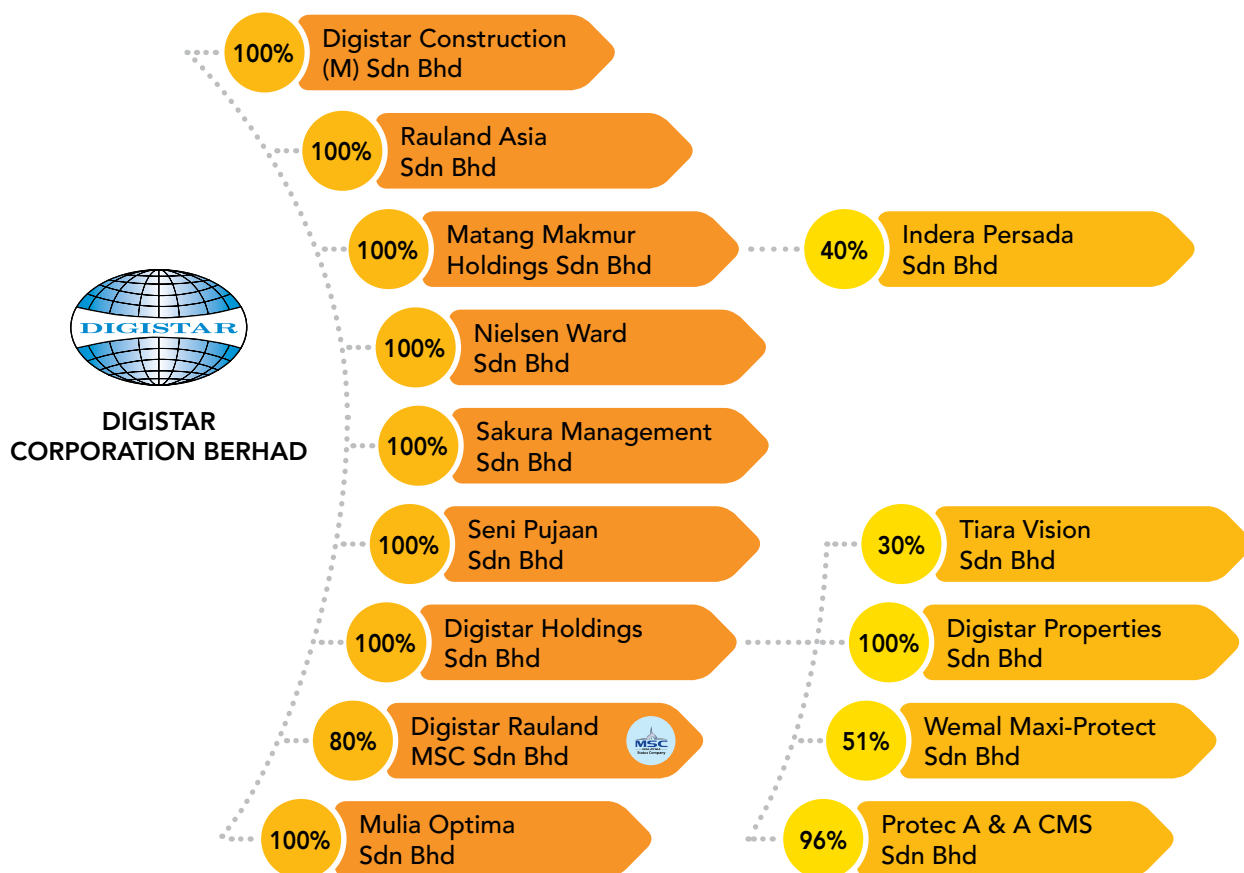 100%
Digistar Construction
(M) Sdn Bhd
100%
Rauland Asia
Sdn Bhd
100%
Matang Makmur
Holdings Sdn Bhd
40%
Indera Persada
Sdn Bhd
DIGISTAR
DIGISTAR
CORPORATION BERHAD
100%
Nielsen Ward
Sdn Bhd
100%
Sakura Management
Sdn Bhd
100%
Seni Pujaan
Sdn Bhd
30%
Tiara Vision
Sdn Bhd
100%
Digistar Holdings
Sdn Bhd
100%
Digistar Properties
Sdn Bhd
80%
Digistar Rauland
MSC Sdn Bhd
MSC
MALAYSIA
Status Company
51%
Wemal Maxi-Protect
Sdn Bhd
100%
Mulia Optima
Sdn Bhd
96%
Protec A & A CMS
Sdn Bhd